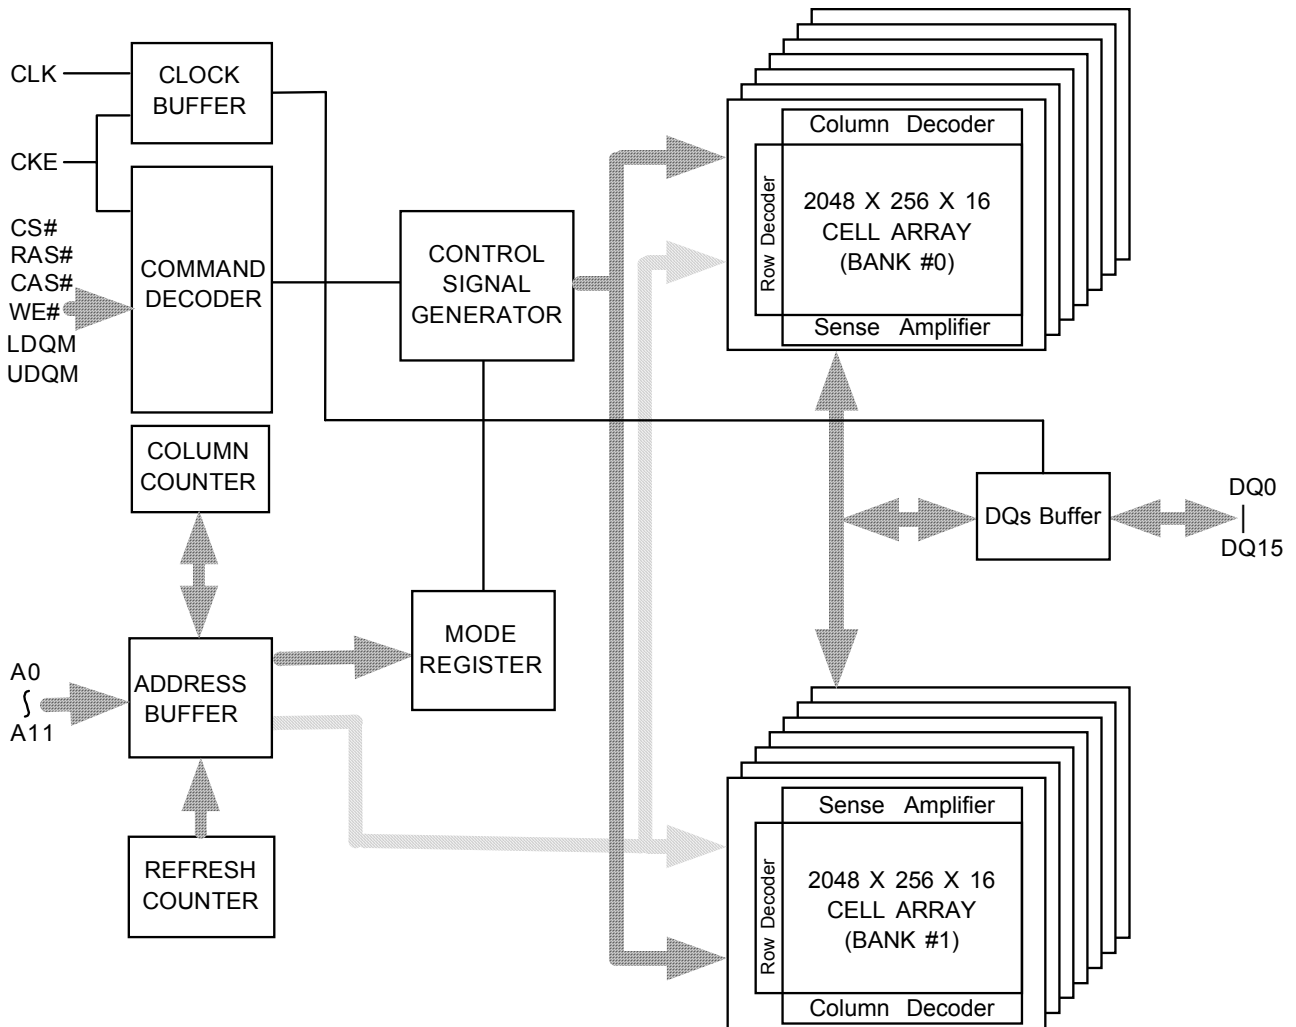 CLK
CLOCK
BUFFER
CKE
CS#
RAS#
CAS#
WE#
LDQM
UDQM
COMMAND
DECODER
CONTROL
SIGNAL
GENERATOR
Column Decoder
Row Decoder
2048 X 256 X 16
CELL ARRAY
(BANK #0)
Sense Amplifier
COLUMN
COUNTER
DQs Buffer
DQ0
DQ15
MODE
REGISTER
A0
A11
ADDRESS
BUFFER
REFRESH
COUNTER
Sense Amplifier
Row Decoder
2048 X 256 X 16
CELL ARRAY
(BANK #1)
Column Decoder